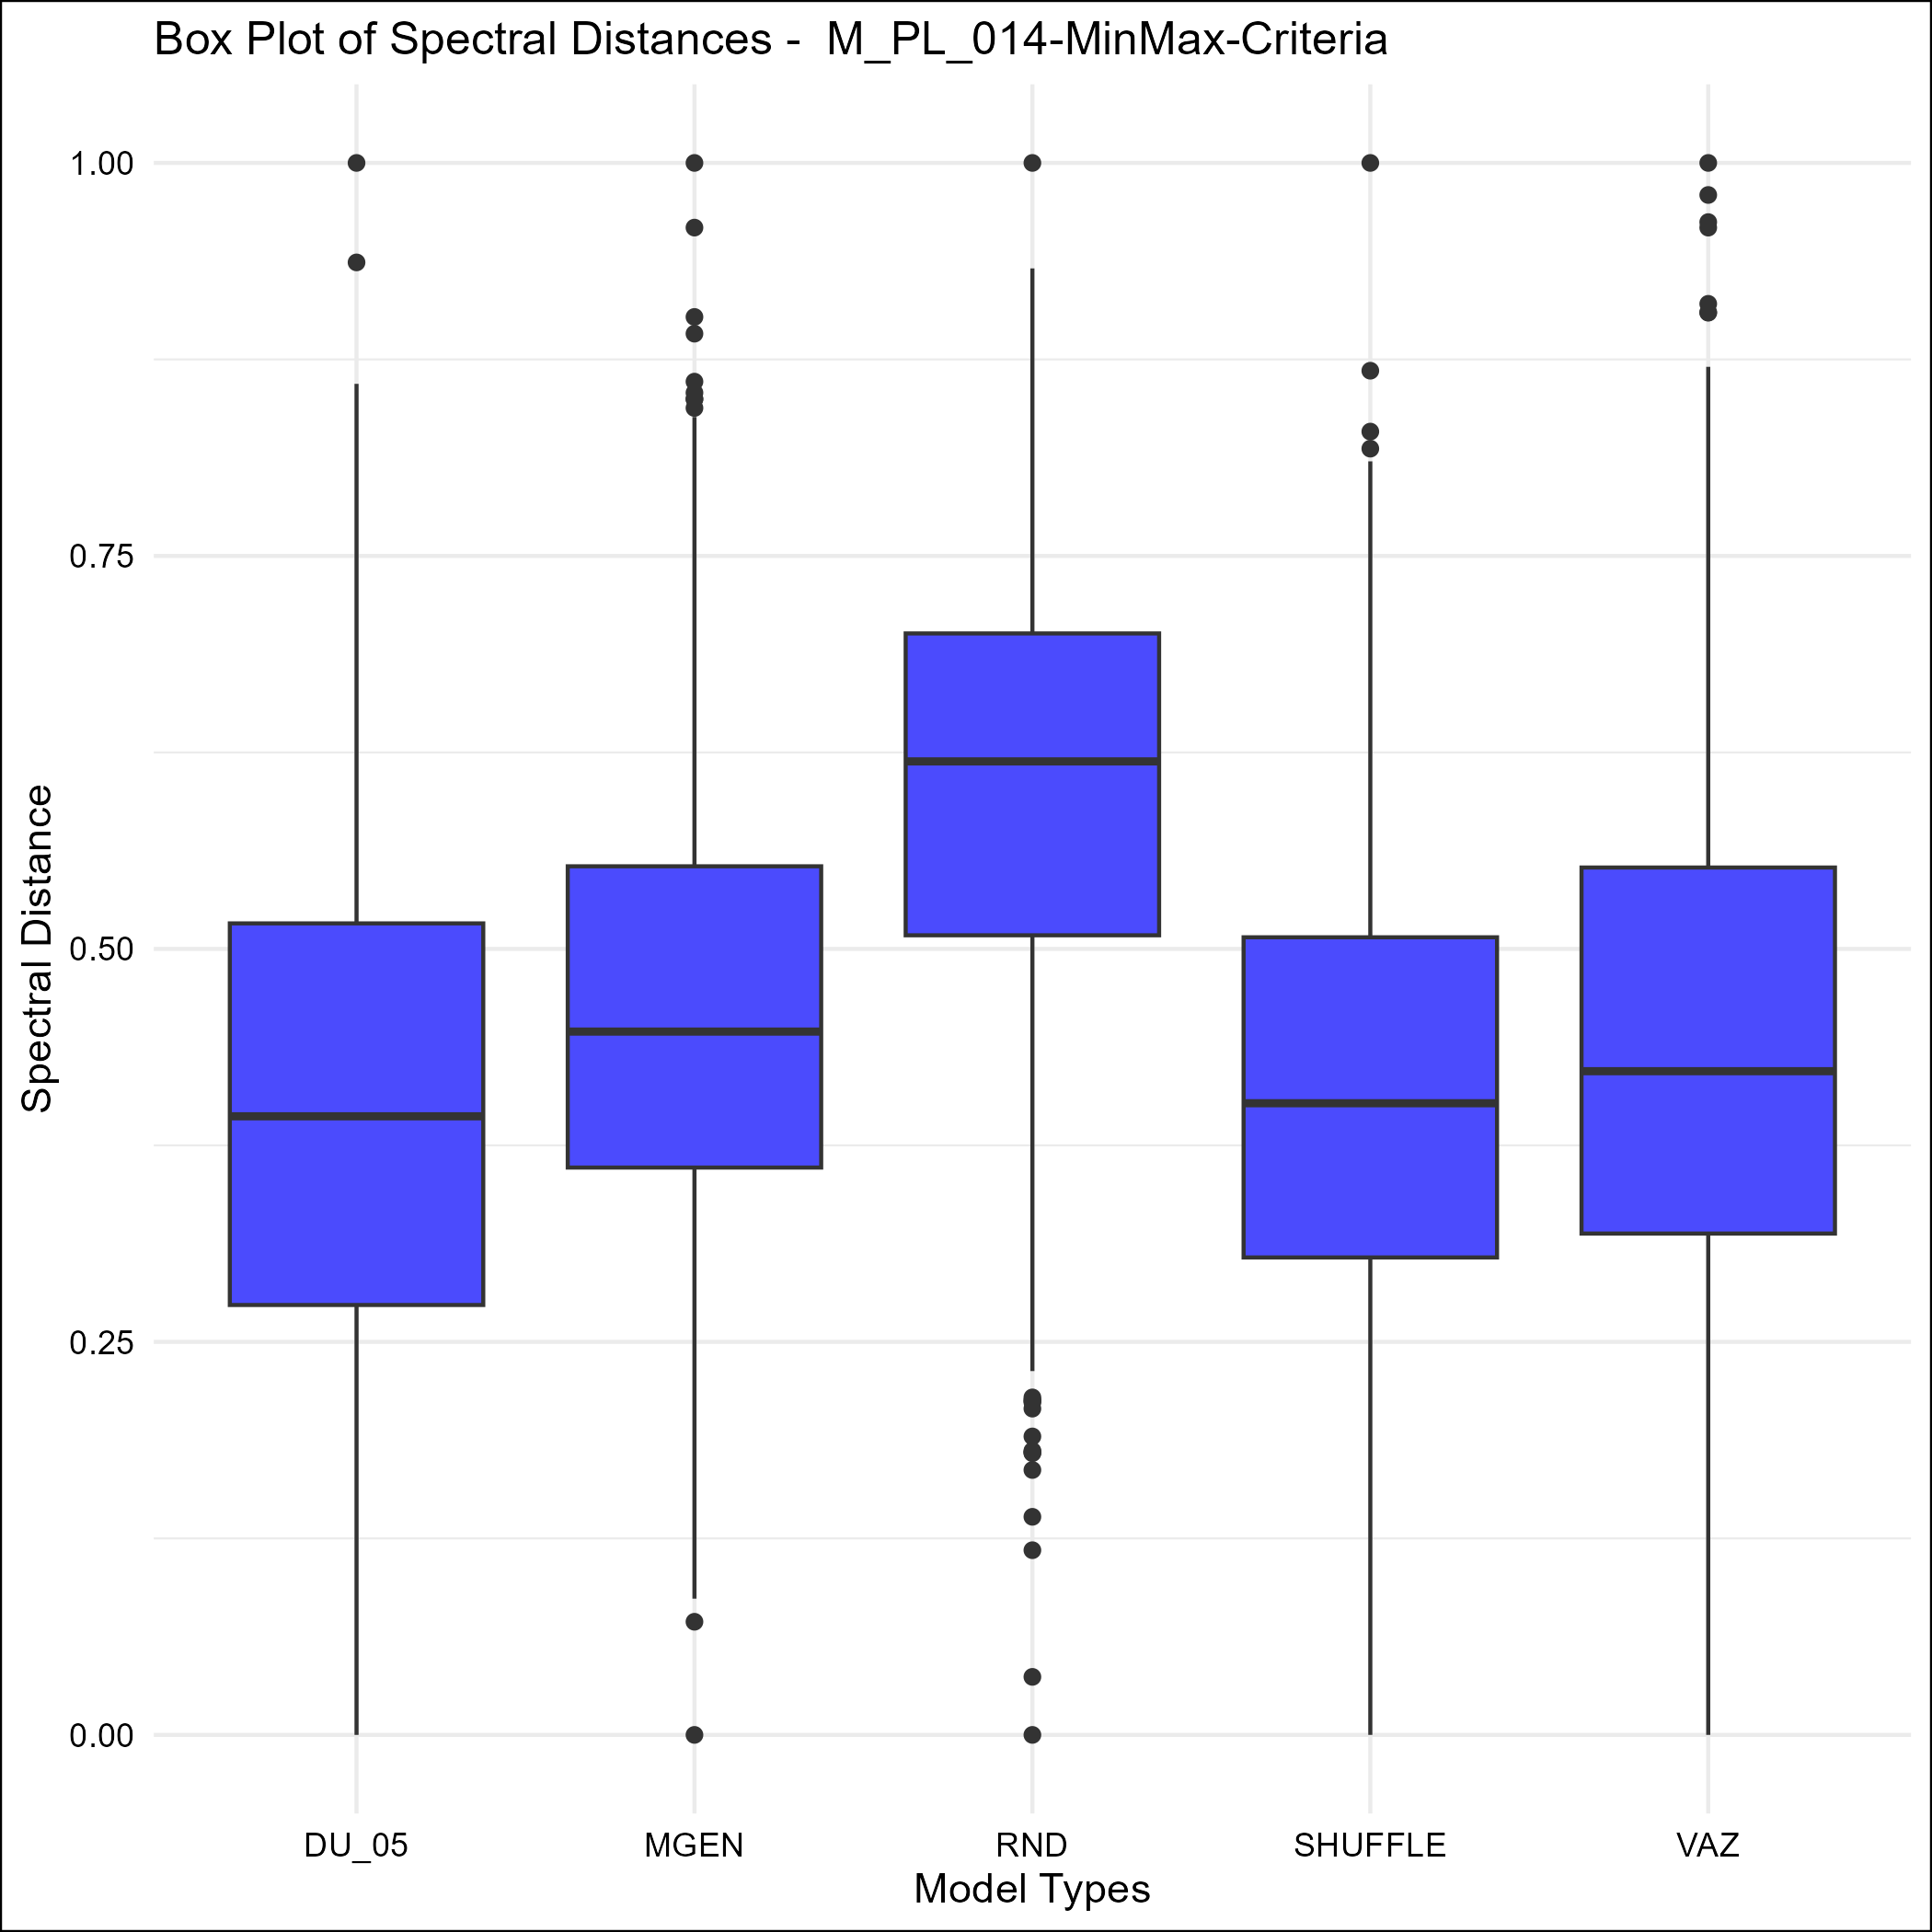 Box Plot of Spectral Distances -  M_PL_014-MinMax-Criteria
1.00
0.75
0.50
0.25
0.00
Spectral Distance
DU_05 MGEN RND SHUFFLE VAZ
Model Types